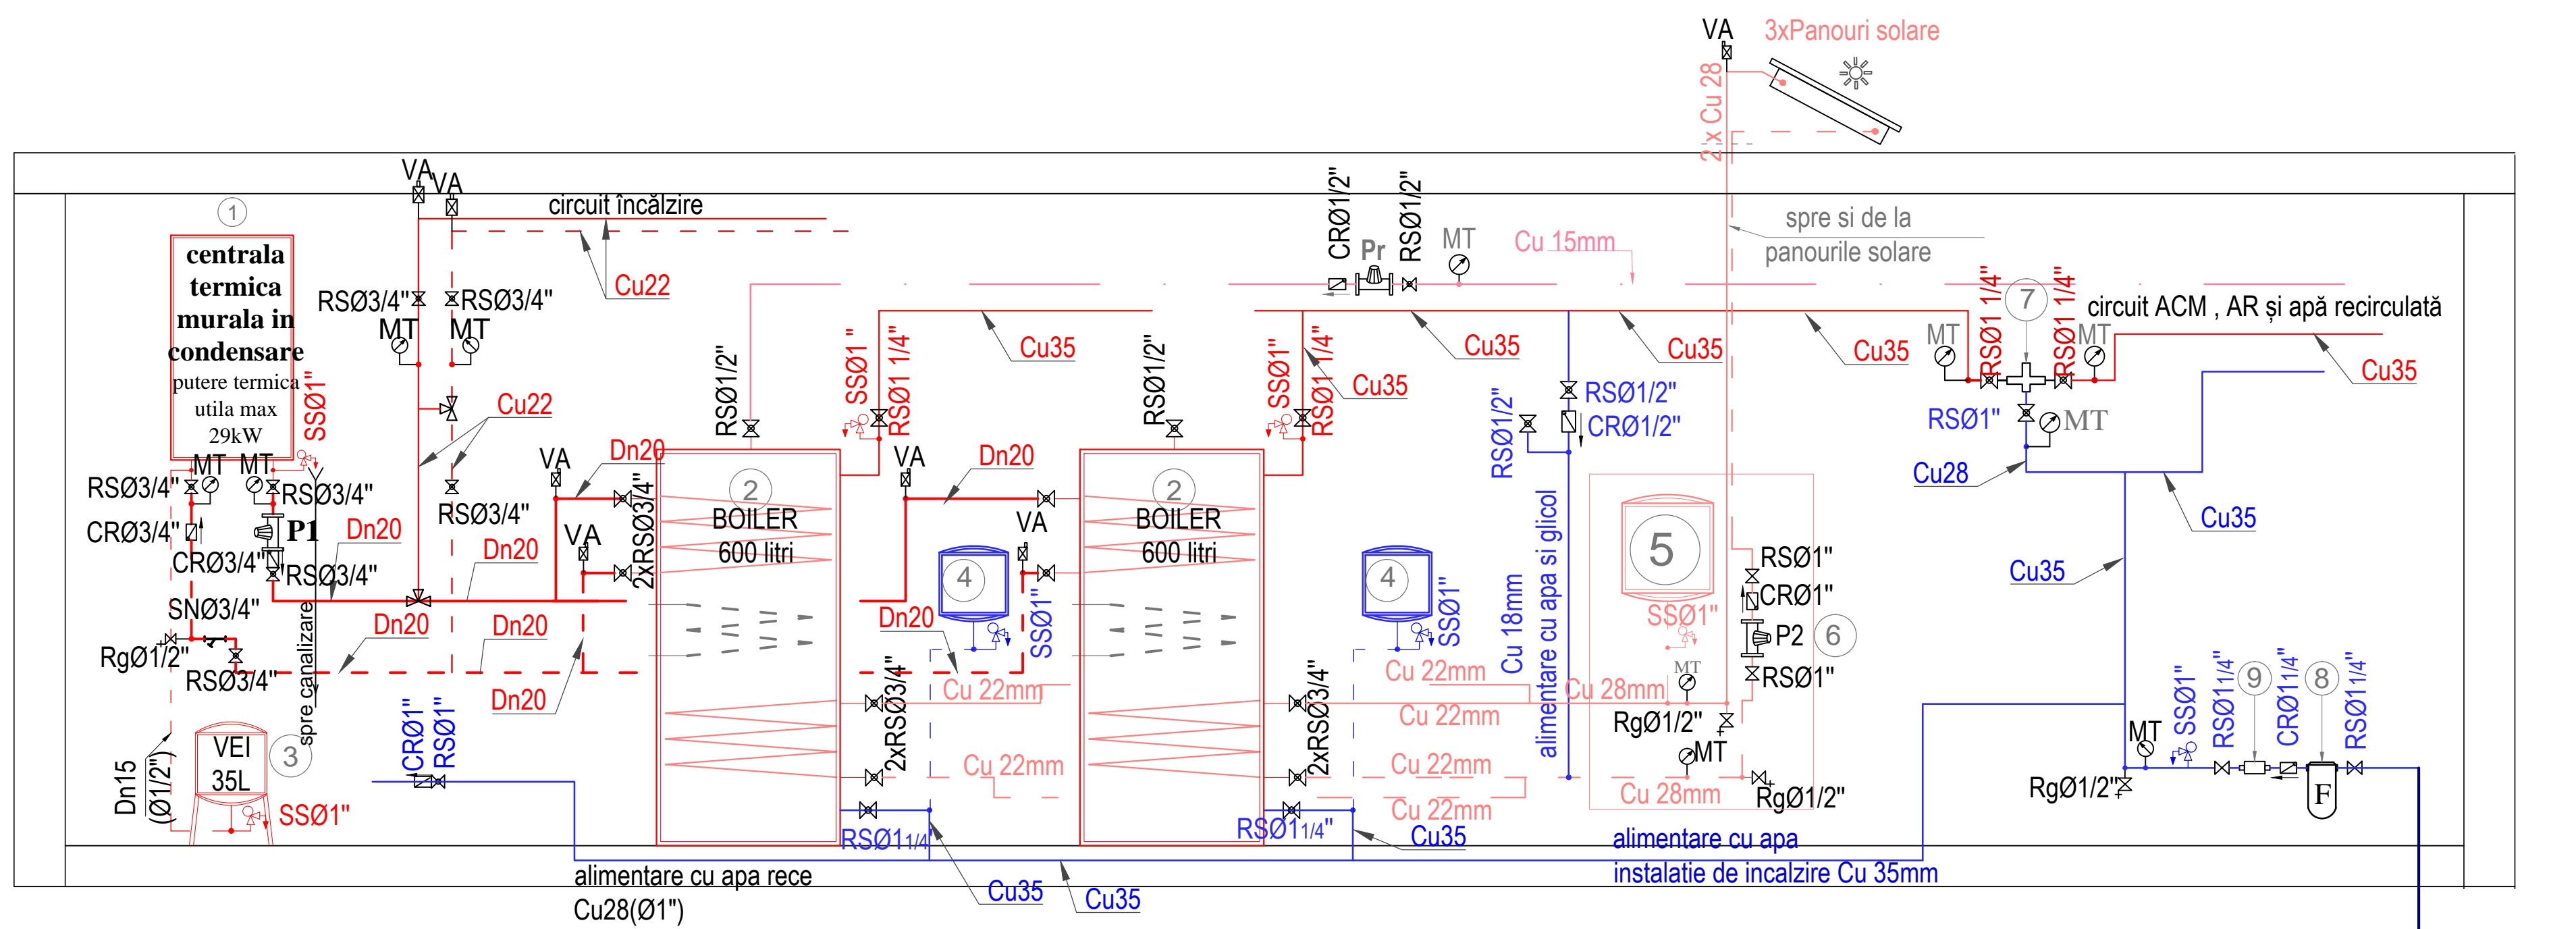 VA
3xPanouri solare
2 x Cu 28
VA
VA
circuit încălzire
CRØ1/2"
RSØ1/2"
Pr
MT
Cu 15mm
spre si de la
panourile solare
1
centrala
termica
murala in
condensare
putere termica
utila max
29kW
SSØ1"
RSØ3/4"
RSØ3/4"
MT
MT
Cu22
Cu22
RSØ1/2"
SSØ1"
RSØ1 1/4"
Cu35
RSØ1/2"
SSØ1"
RSØ1 1/4"
Cu35
Cu35
Cu35
Cu35
MT
RSØ1 1/4"
7
RSØ1 1/4"
MT
circuit ACM , AR și apă recirculată
Cu35
RSØ1/2"
RSØ1/2"
CRØ1/2"
RSØ1"
MT
Cu28
Cu35
Cu35
MT
MT
RSØ3/4"
RSØ3/4"
CRØ3/4"
P1
CRØ3/4"
RSØ3/4"
Dn20
Dn20
RSØ3/4"
VA
Dn20
VA
2xRSØ3/4"
2
BOILER
600 litri
VA
Dn20
VA
2
BOILER
600 litri
4
SSØ1"
4
SSØ1"
Cu 18mm
alimentare cu apa si glicol
5
SSØ1"
RSØ1"
CRØ1"
P2
6
RSØ1"
SNØ3/4"
RgØ1/2"
RSØ3/4"
spre canalizare
Dn20
Dn20
Dn20
Dn20
Cu 22mm
2xRSØ3/4"
Cu 22mm
2xRSØ3/4"
Cu 22mm
Cu 22mm
Cu 22mm
Cu 22mm
Cu 28mm
MT
RgØ1/2"
MT
Cu 28mm
RgØ1/2"
Dn15
(Ø1/2")
VEI
35L
3
SSØ1"
CRØ1"
RSØ1"
RSØ11/4"
RSØ11/4"
Cu35
MT
SSØ1"
RSØ11/4"
9
CRØ11/4"
8
RSØ11/4"
RgØ1/2"
F
alimentare cu apa
instalatie de incalzire Cu 35mm
alimentare cu apa rece
Cu28(Ø1")
Cu35
Cu35